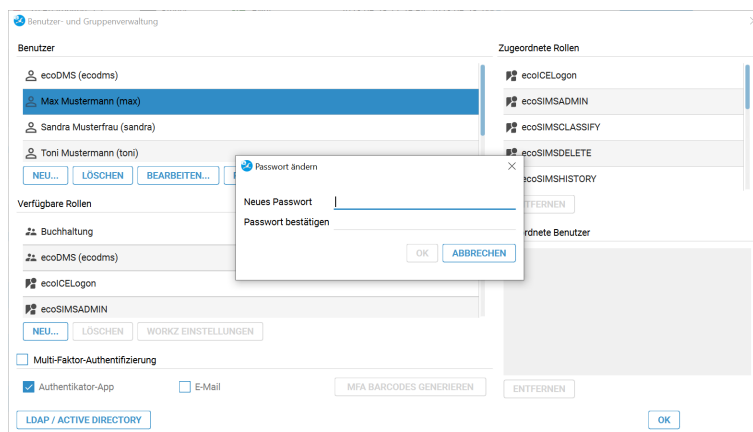 Benutzer- und Gruppenverwaltung
Benutzer
ecoDMS (ecodms)
Max Mustermann (max)
Sandra Musterfrau (sandra)
Toni Mustermann (toni)
NEU...
LÖSCHEN
BEARBEITEN...
Zugeordnete Rollen
ecoICELogon
ecoSIMSADMIN
ecoSIMSCLASSIFY
ecoSIMSDELETE
ecoSIMSHISTORY
ENTFERNEN
Passwort ändern
Neues Passwort
Passwort bestätigen
OK
ABBRECHEN
Verfügbare Rollen
Buchhaltung
ecoDMS (ecodms)
ecoICELogon
ecoSIMSADMIN
NEU...
LÖSCHEN
WORKZ EINSTELLUNGEN
ordnete Benutzer
Multi-Faktor-Authentifizierung
Authentikator-App
E-Mail
MFA BARCODES GENERIEREN
ENTFERNEN
LDAP / ACTIVE DIRECTORY
OK